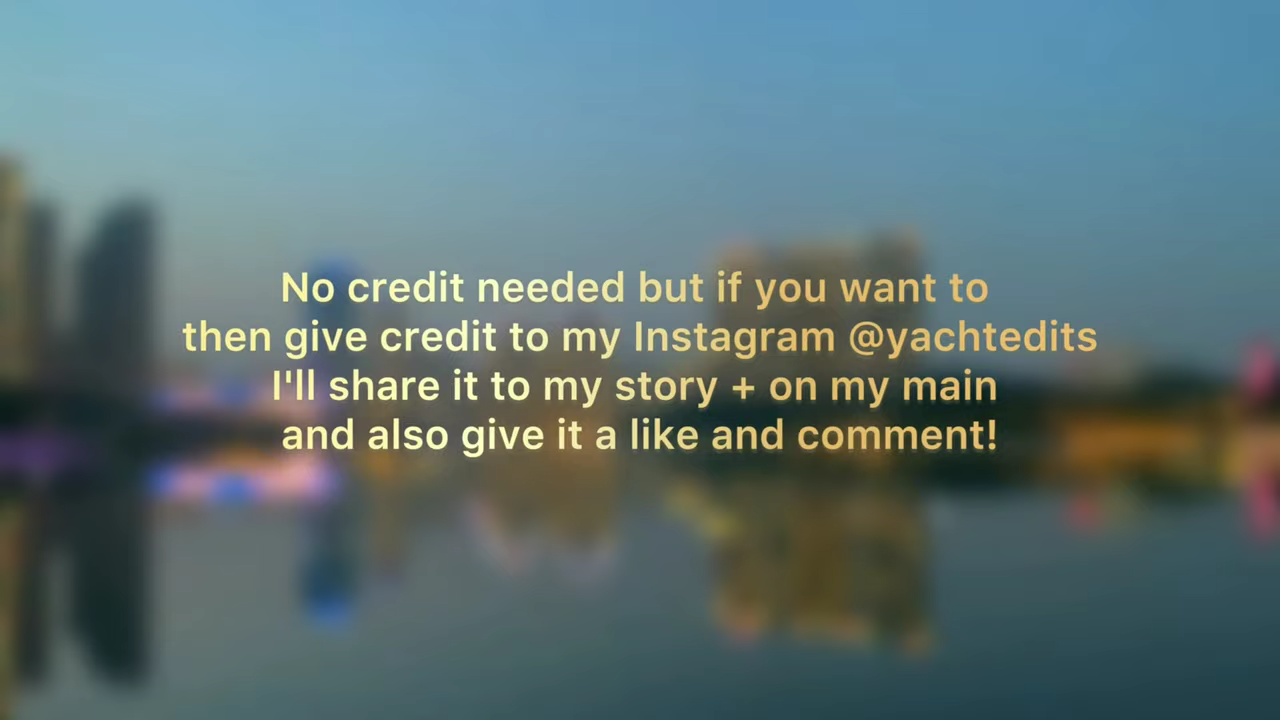 No credit needed but if you want to
then give credit to my Instagram @yachtedits
I'll share it to my story + on my main
and also give it a like and comment!